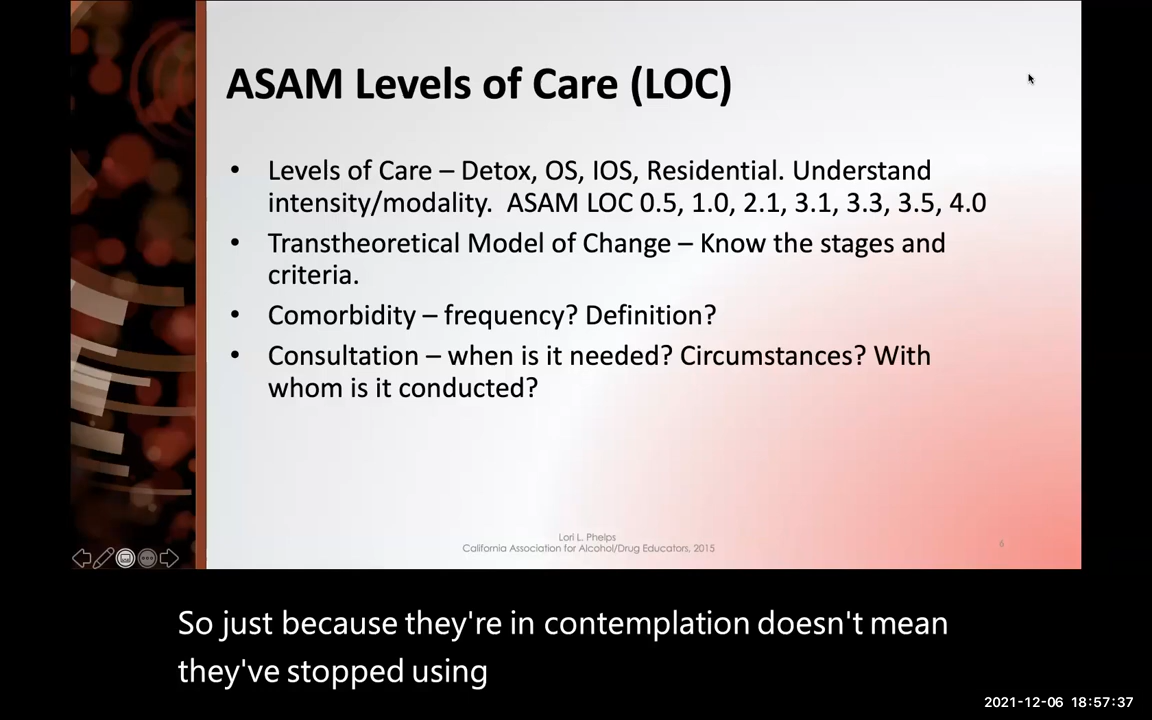 ASAM Levels of Care (LOC)
• Levels of Care – Detox, OS, IOS, Residential. Understand
intensity/modality.  ASAM LOC 0.5, 1.0, 2.1, 3.1, 3.3, 3.5, 4.0
• Transtheoretical Model of Change – Know the stages and
criteria.
• Comorbidity – frequency? Definition?
• Consultation – when is it needed? Circumstances? With
whom is it conducted?
Lori L. Phelps
California Association for Alcohol/Drug Educators, 2015
6
So just because they're in contemplation doesn't mean
they've stopped using
2021-12-06 18:57:37